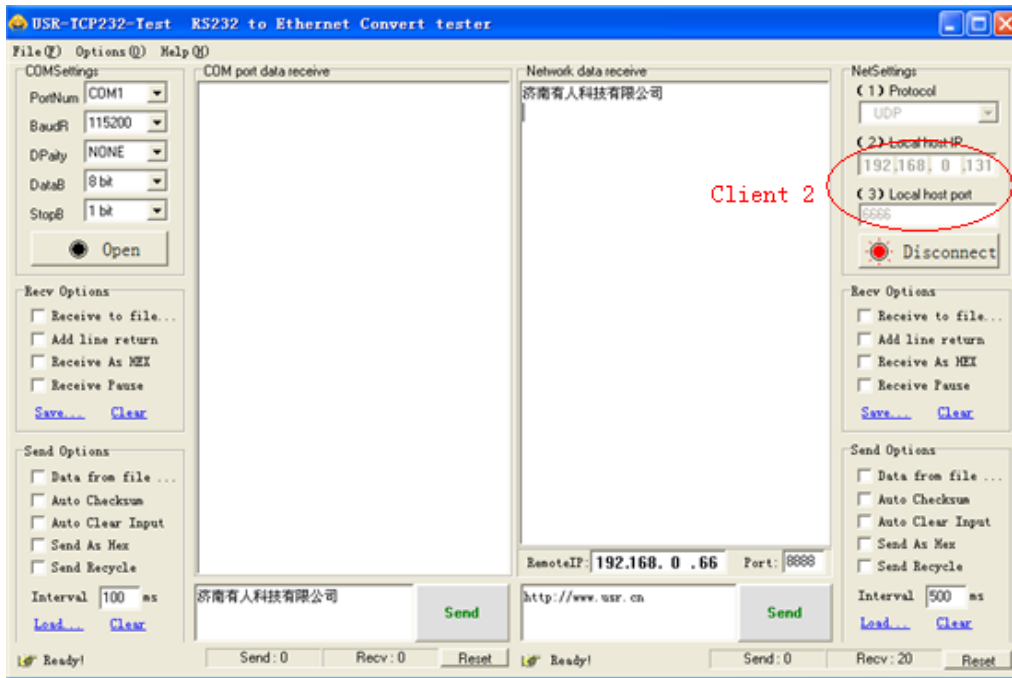 USR-TCP232-Test RS232 to Ethernet Convert tester
File(F) Options(O) Help(H)
COMSettings
PortNum COM1
BaudR 115200
DPaity NONE
DataB 8 bit
StopB 1 bit
Open
Recv Options
Receive to file...
Add line return
Receive As HEX
Receive Pause
Save... Clear
Send Options
Data from file ...
Auto Checksum
Auto Clear Input
Send As Hex
Send Recycle
Interval 100 ms
Load... Clear
COM port data receive
济南有人科技有限公司
Send
Network data receive
济南有人科技有限公司
RemoteIP: 192.168. 0 .66 Port: 8888
http://www.usr.cn
Send
Client 2
NetSettings
(1) Protocol
UDP
(2) Local host IP
192.168. 0 .131
(3) Local host port
6666
Disconnect
Recv Options
Receive to file...
Add line return
Receive As HEX
Receive Pause
Save... Clear
Send Options
Data from file ...
Auto Checksum
Auto Clear Input
Send As Hex
Send Recycle
Interval 500 ms
Load... Clear
Ready! Send : 0 Recv : 0 Reset Ready! Send : 0 Recv : 20 Reset